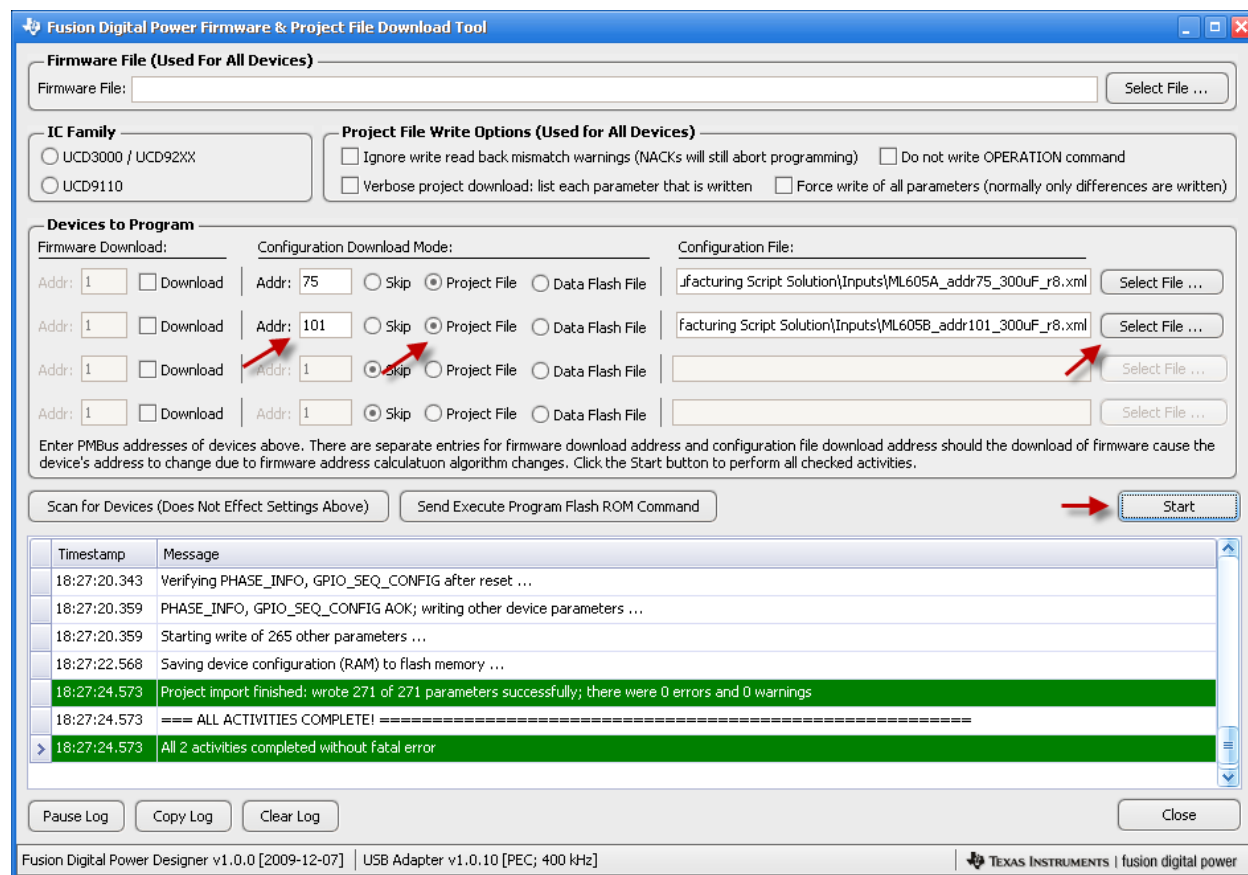 Fusion Digital Power Firmware & Project File Download Tool
Firmware File (Used For All Devices)
Firmware File: Select File ...
IC Family
UCD3000 / UCD92XX
UCD9110
Project File Write Options (Used for All Devices)
Ignore write read back mismatch warnings (NACKs will still abort programming) Do not write OPERATION command
Verbose project download: list each parameter that is written Force write of all parameters (normally only differences are written)
Devices to Program
Firmware Download: Configuration Download Mode: Configuration File:
Addr: 1 Download Addr: 75 Skip Project File Data Flash File ufacturing Script Solution\Inputs\ML605A_addr75_300uF_r8.xml Select File ...
Addr: 1 Download Addr: 101 Skip Project File Data Flash File facturing Script Solution\Inputs\ML605B_addr101_300uF_r8.xml Select File ...
Addr: 1 Download Addr: 1 Skip Project File Data Flash File Select File ...
Addr: 1 Download Addr: 1 Skip Project File Data Flash File Select File ...
Enter PMBus addresses of devices above. There are separate entries for firmware download address and configuration file download address should the download of firmware cause the
device's address to change due to firmware address calculatuon algorithm changes. Click the Start button to perform all checked activities.
Scan for Devices (Does Not Effect Settings Above) Send Execute Program Flash ROM Command Start
Timestamp Message
18:27:20.343 Verifying PHASE_INFO, GPIO_SEQ_CONFIG after reset ...
18:27:20.359 PHASE_INFO, GPIO_SEQ_CONFIG AOK; writing other device parameters ...
18:27:20.359 Starting write of 265 other parameters ...
18:27:22.568 Saving device configuration (RAM) to flash memory ...
18:27:24.573 Project import finished: wrote 271 of 271 parameters successfully; there were 0 errors and 0 warnings
18:27:24.573 === ALL ACTIVITIES COMPLETE! ========================================================
18:27:24.573 All 2 activities completed without fatal error
Pause Log Copy Log Clear Log Close
Fusion Digital Power Designer v1.0.0 [2009-12-07] USB Adapter v1.0.10 [PEC; 400 kHz] TEXAS INSTRUMENTS | fusion digital power